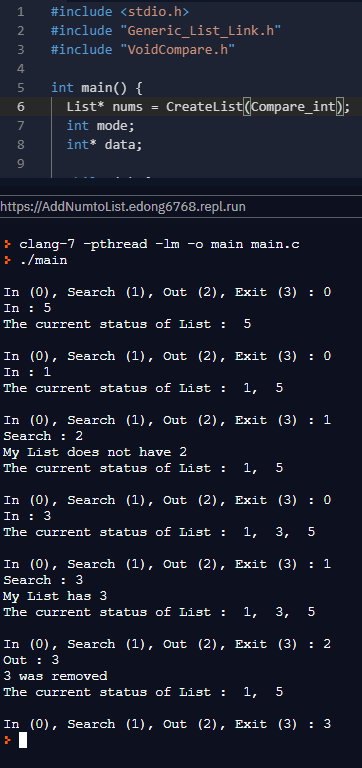 1 #include <stdio.h>
2 #include "Generic_List_Link.h"
3 #include "VoidCompare.h"
4
5 int main() {
6 List* nums = CreateList(Compare_int);
7 int mode;
8 int* data;
9
https://AddNumtoList.edong6768.repl.run
> clang-7 -pthread -lm -o main main.c
> ./main
In (0), Search (1), Out (2), Exit (3) : 0
In : 5
The current status of List :  5
In (0), Search (1), Out (2), Exit (3) : 0
In : 1
The current status of List :  1,  5
In (0), Search (1), Out (2), Exit (3) : 1
Search : 2
My List does not have 2
The current status of List :  1,  5
In (0), Search (1), Out (2), Exit (3) : 0
In : 3
The current status of List :  1,  3,  5
In (0), Search (1), Out (2), Exit (3) : 1
Search : 3
My List has 3
The current status of List :  1,  3,  5
In (0), Search (1), Out (2), Exit (3) : 2
Out : 3
3 was removed
The current status of List :  1,  5
In (0), Search (1), Out (2), Exit (3) : 3
>